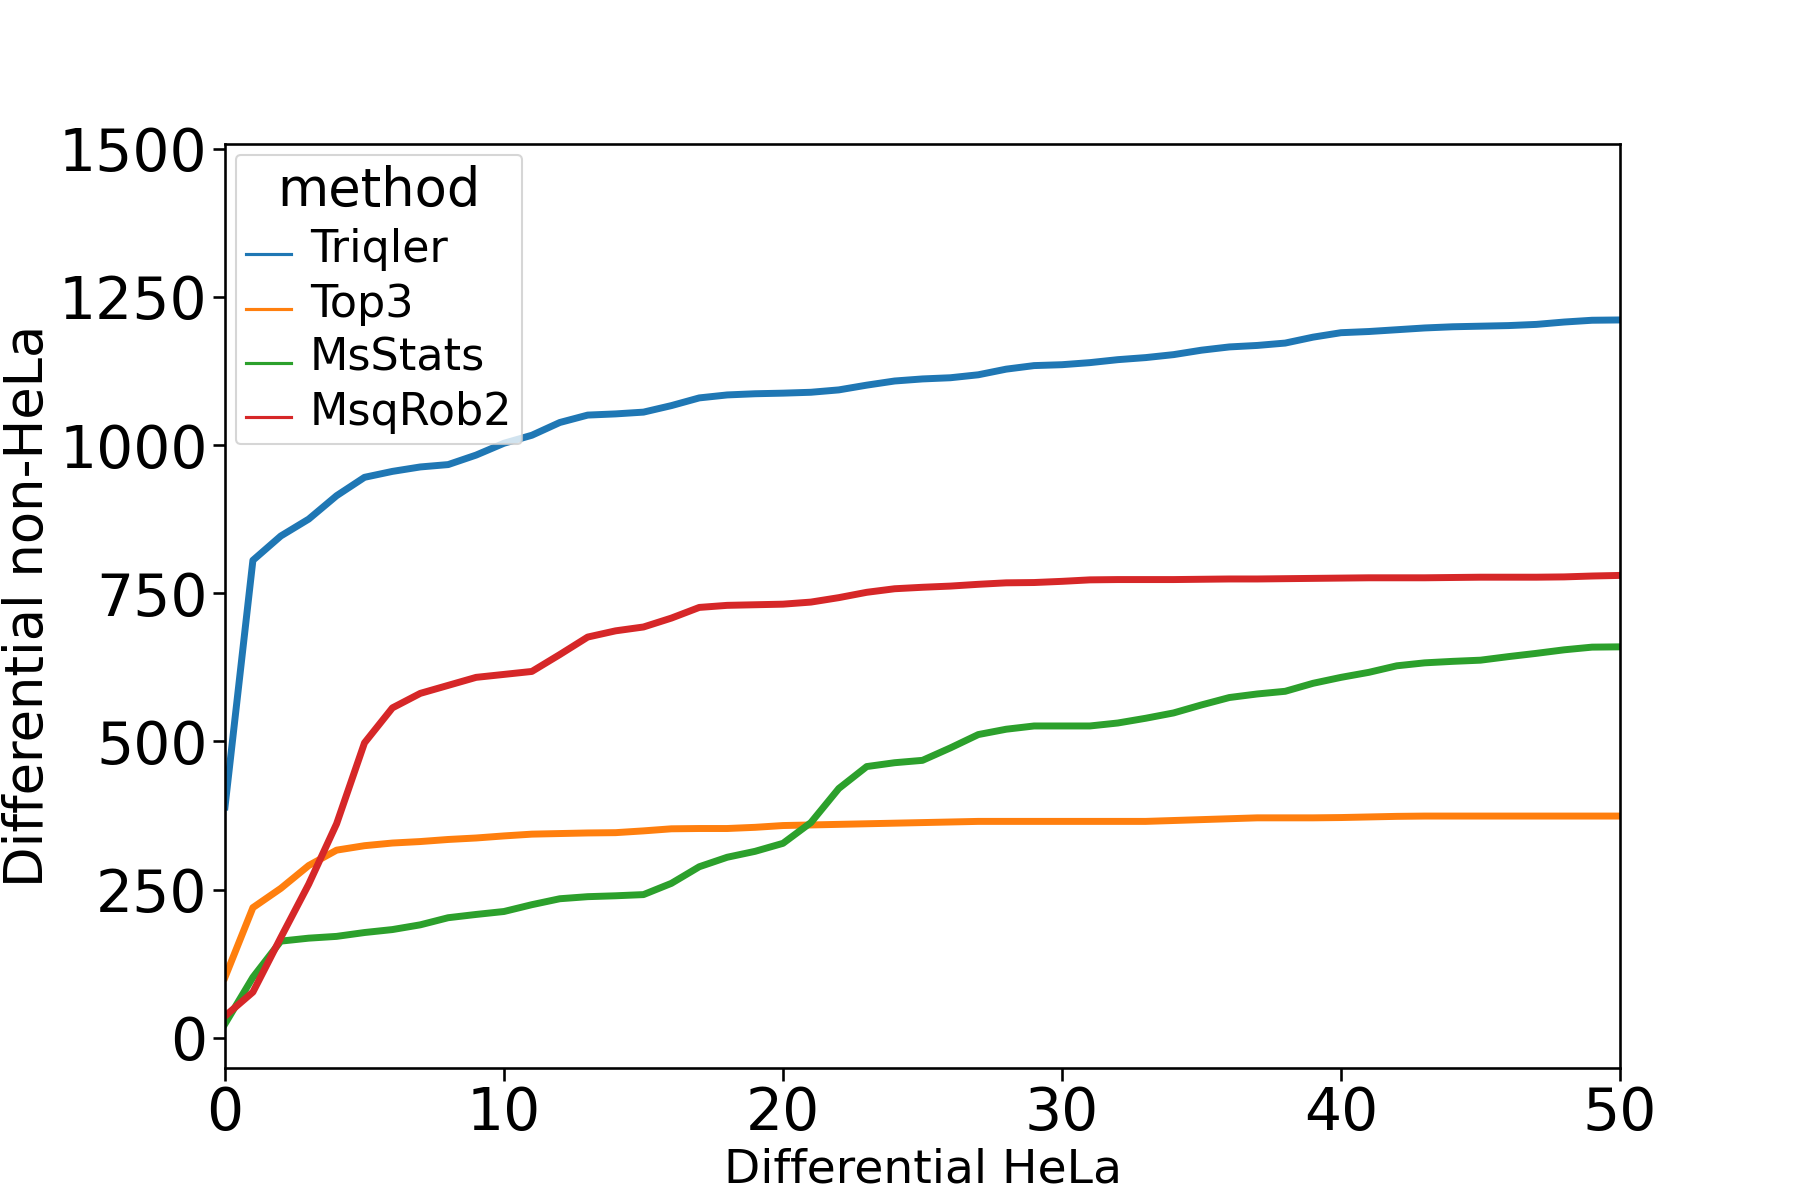 1500
1250
1000
750
500
250
0
Differential non-HeLa
method
Triqler
Top3
MsStats
MsqRob2
0 10 20 30 40 50
Differential HeLa